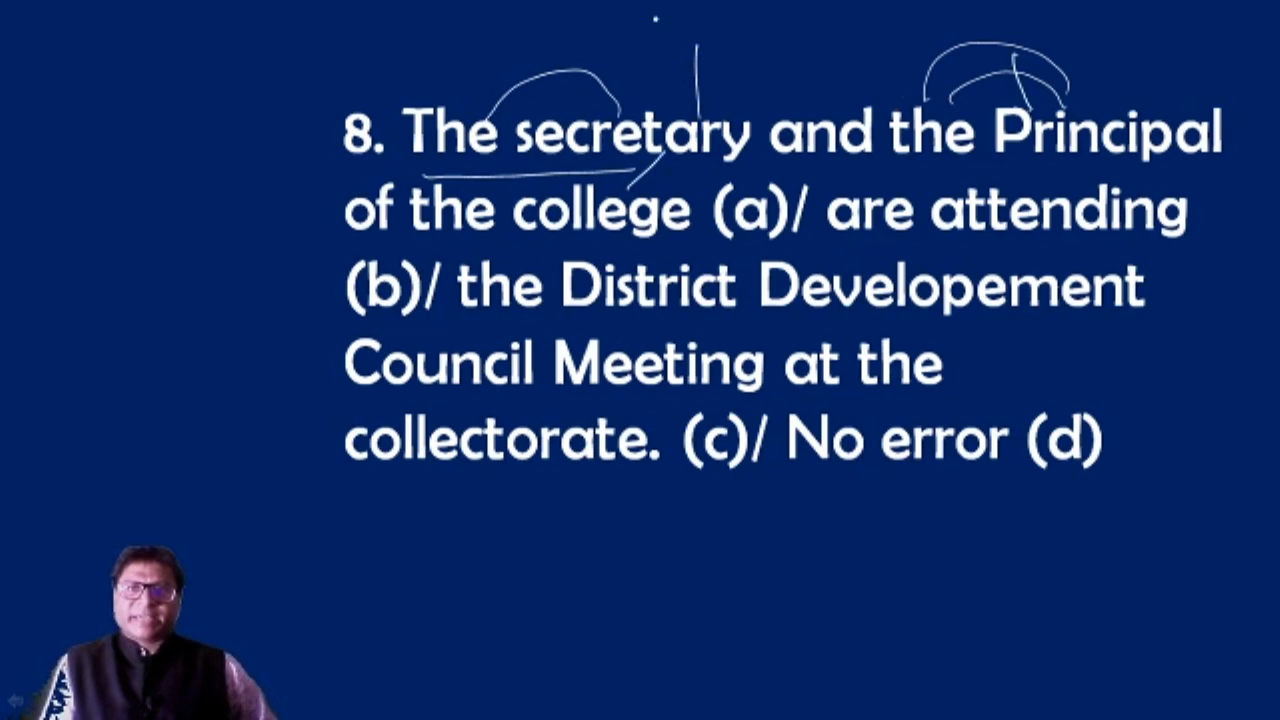 8. The secretary and the Principal
of the college (a)/ are attending
(b)/ the District Developement
Council Meeting at the
collectorate. (c)/ No error (d)